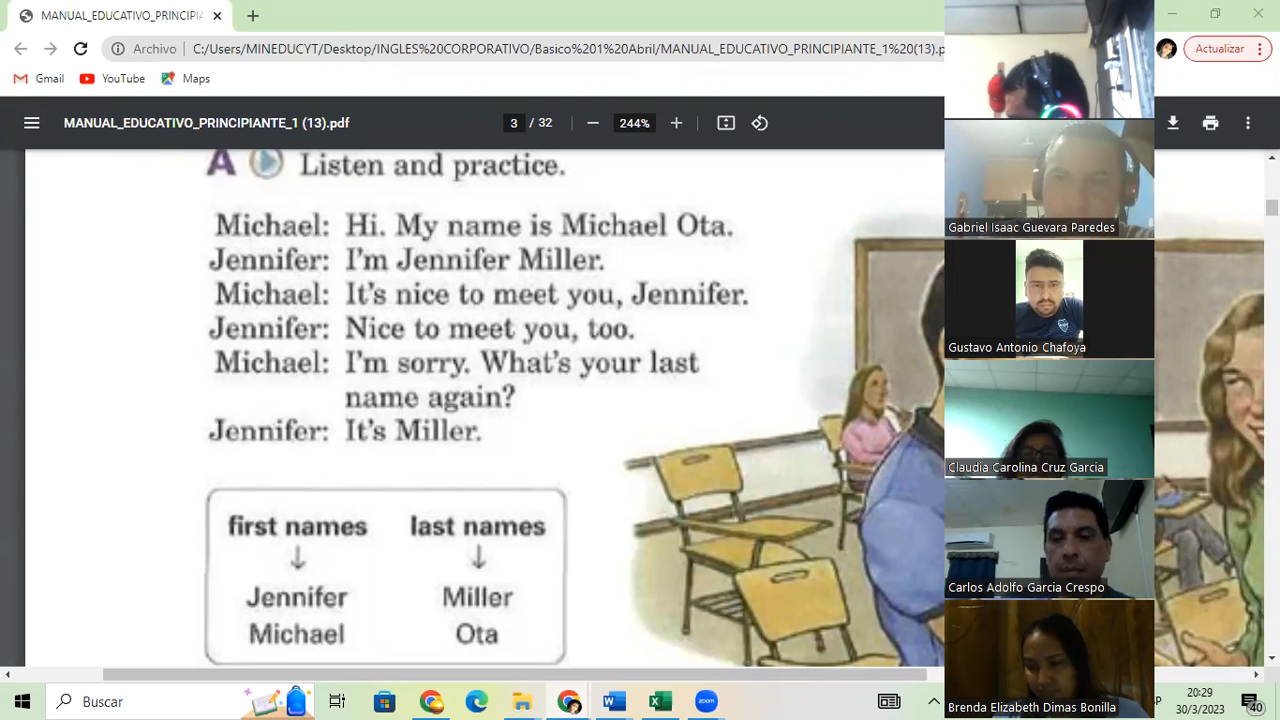 MANUAL_EDUCATIVO_PRINCIPIA
Archivo
C:/Users/MINEDUCYT/Desktop/INGLES%20CORPORATIVO/Basico%201%20Abril/MANUAL_EDUCATIVO_PRINCIPIANTE_1%20(13).p
Actualizar
Gmail
YouTube
Maps
MANUAL_EDUCATIVO_PRINCIPIANTE_1 (13).pdf
3 / 32
244%
A Listen and practice.
Michael: Hi. My name is Michael Ota.
Jennifer: I'm Jennifer Miller.
Michael: It's nice to meet you, Jennifer.
Jennifer: Nice to meet you, too.
Michael: I'm sorry. What's your last
name again?
Jennifer: It's Miller.
first names last names
Jennifer Miller
Michael Ota
Gabriel Isaac Guevara Paredes
Gustavo Antonio Chafoya
Claudia Carolina Cruz Garcia
Carlos Adolfo Garcia Crespo
Brenda Elizabeth Dimas Bonilla
Buscar
zoom
P
20:29
30/3/2023
40